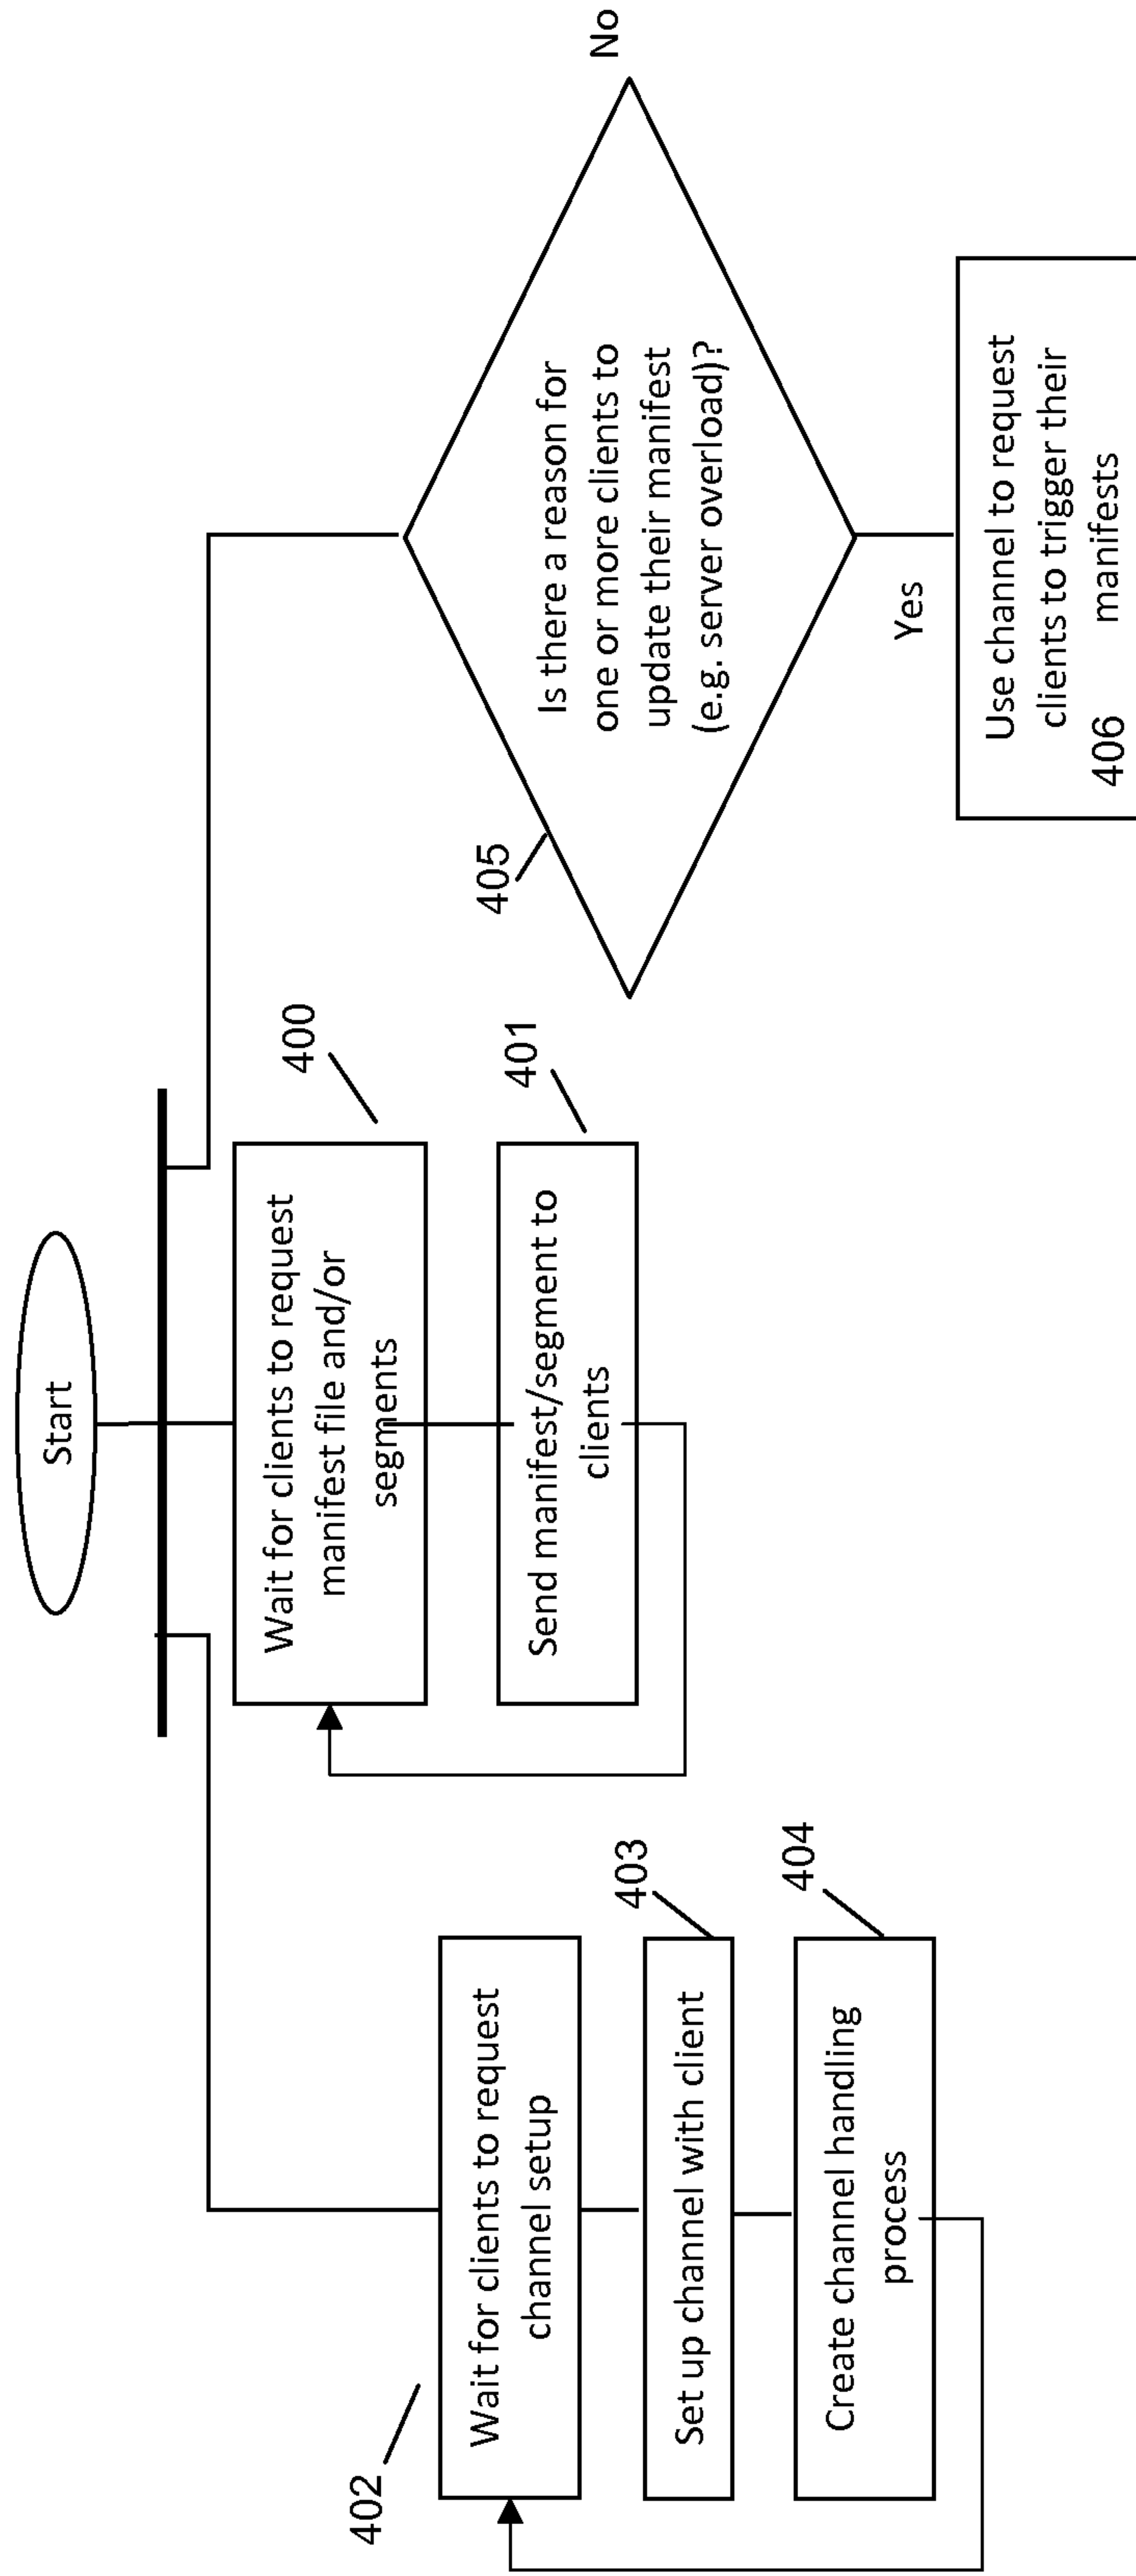 Start
402
Wait for clients to request
channel setup
403
Set up channel with client
404
Create channel handling
process
400
Wait for clients to request
manifest file and/or
segments
401
Send manifest/segment to
clients
405
Is there a reason for
one or more clients to
update their manifest
(e.g. server overload)?
No
Yes
Use channel to request
clients to trigger their
manifests
406